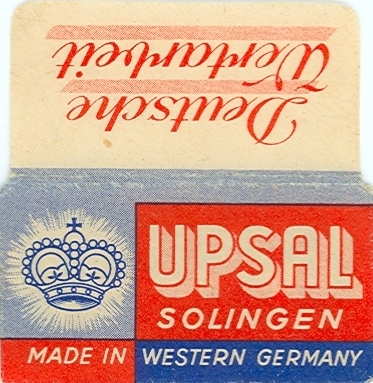 Deutsche
Wertarbeit
UPSAL
SOLINGEN
MADE IN WESTERN GERMANY